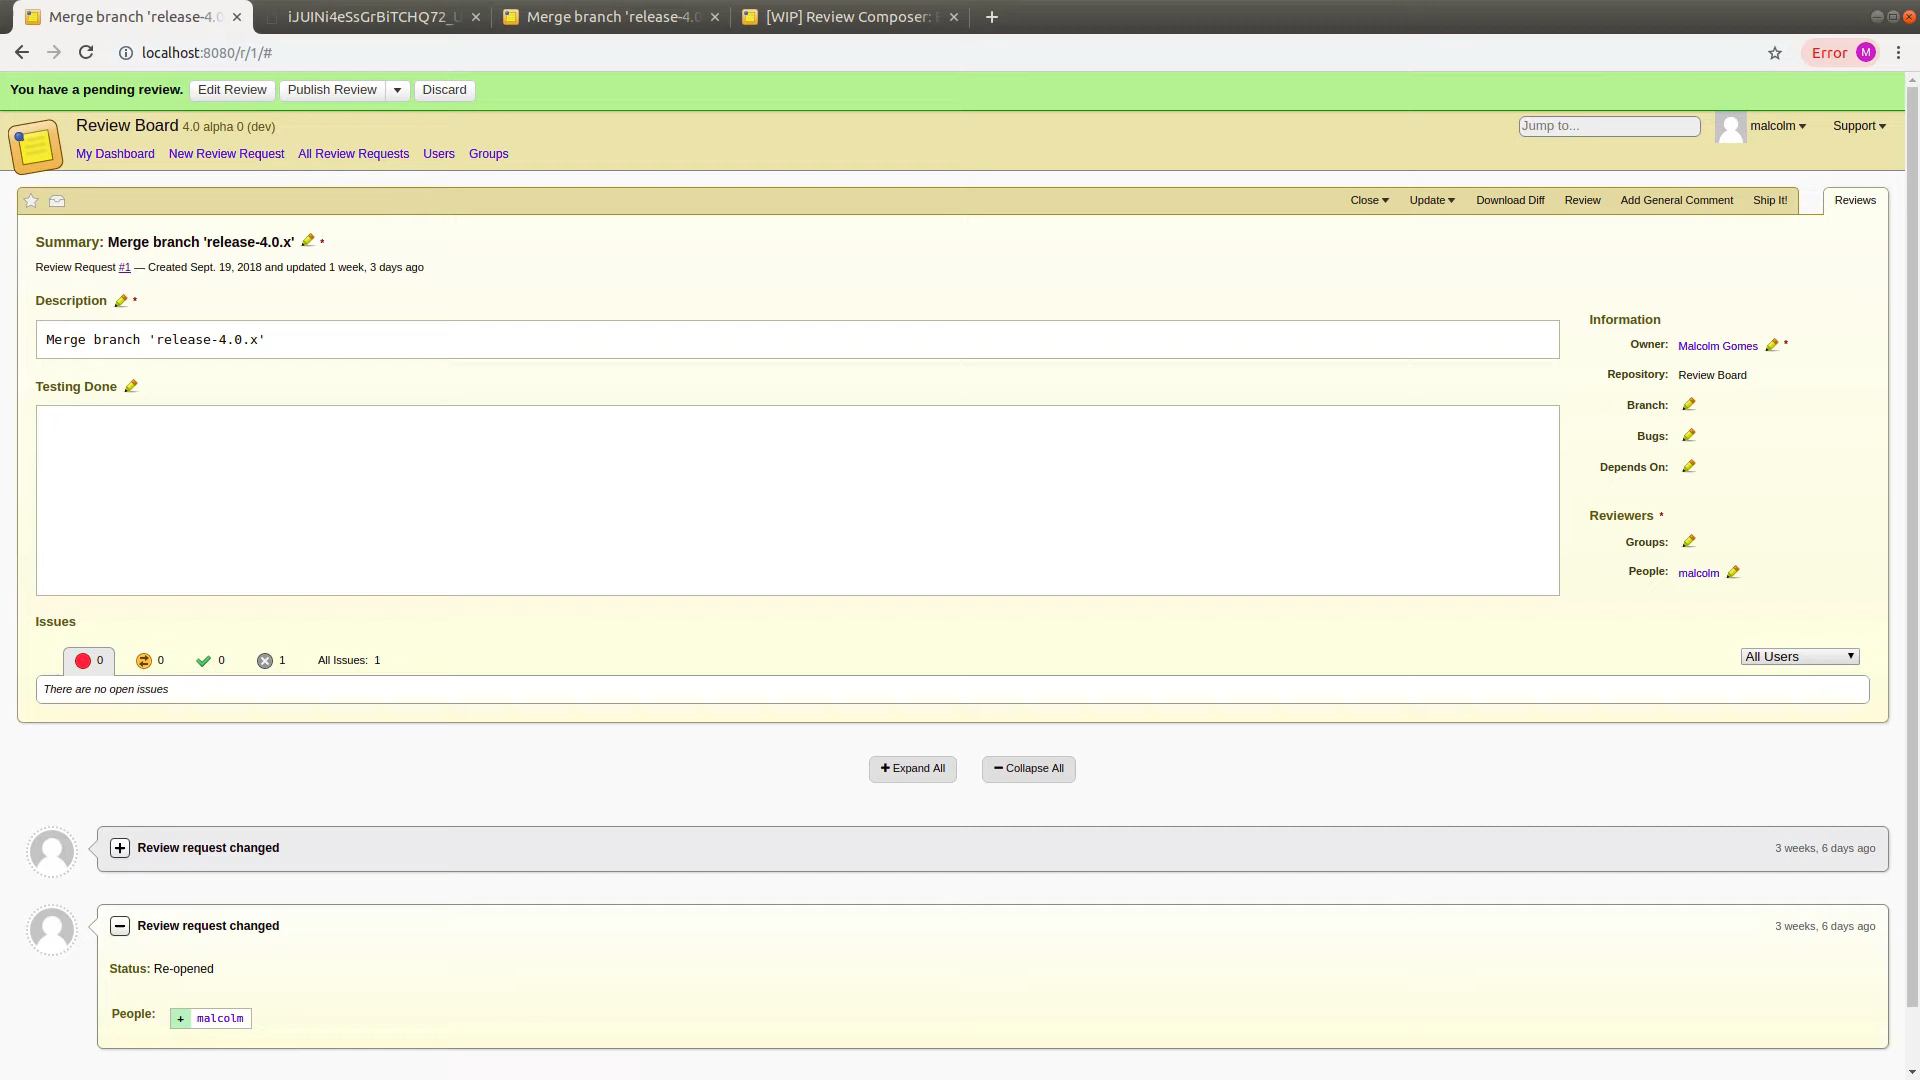 Merge branch 'release-4.0
iJUINi4eSsGrBiTCHQ72_U
Merge branch 'release-4.0
[WIP] Review Composer:
localhost:8080/r/1/#
Error
M
You have a pending review.
Edit Review
Publish Review
Discard
Review Board 4.0 alpha 0 (dev)
Jump to...
malcolm
Support
My Dashboard
New Review Request
All Review Requests
Users
Groups
Close
Update
Download Diff
Review
Add General Comment
Ship It!
Reviews
Summary: Merge branch 'release-4.0.x' *
Review Request #1 — Created Sept. 19, 2018 and updated 1 week, 3 days ago
Description *
Merge branch 'release-4.0.x'
Testing Done
Information
Owner: Malcolm Gomes *
Repository: Review Board
Branch:
Bugs:
Depends On:
Reviewers *
Groups:
People: malcolm
Issues
0
0
0
1
All Issues: 1
All Users
There are no open issues
Expand All
Collapse All
Review request changed
3 weeks, 6 days ago
Review request changed
3 weeks, 6 days ago
Status: Re-opened
People: + malcolm